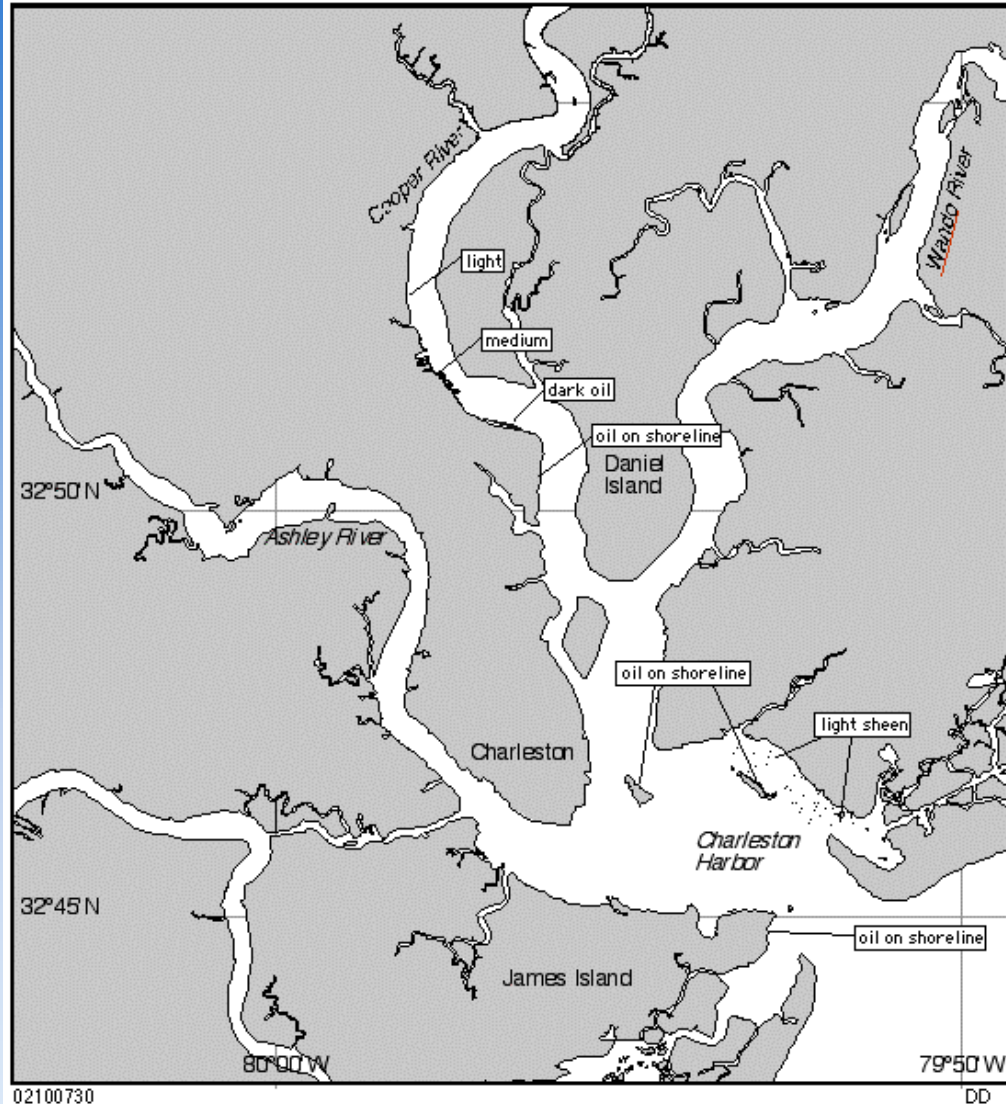 Cooper River
Wando River
light
medium
dark oil
oil on shoreline
Daniel
Island
32°50' N
Ashley River
oil on shoreline
light sheen
Charleston
Charleston
Harbor
32°45' N
oil on shoreline
James Island
80°00' W
79°50' W
02100730
DD